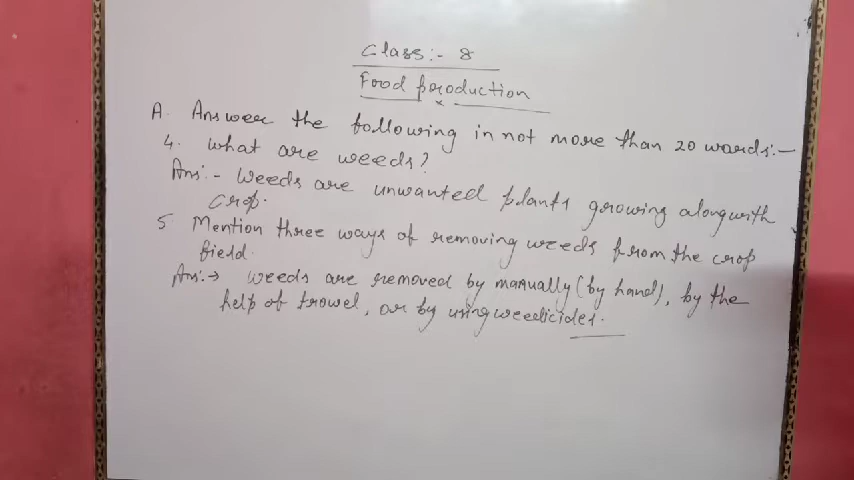 Class:- 8
Food production
A. Answer the following in not more than 20 words:-
4. What are weeds?
Ans:- Weeds are unwanted plants growing alongwith
crop.
5 Mention three ways of removing weeds from the crop
field.
Ans:→ Weeds are removed by manually (by hand), by the
help of trowel, or by using weedicides.